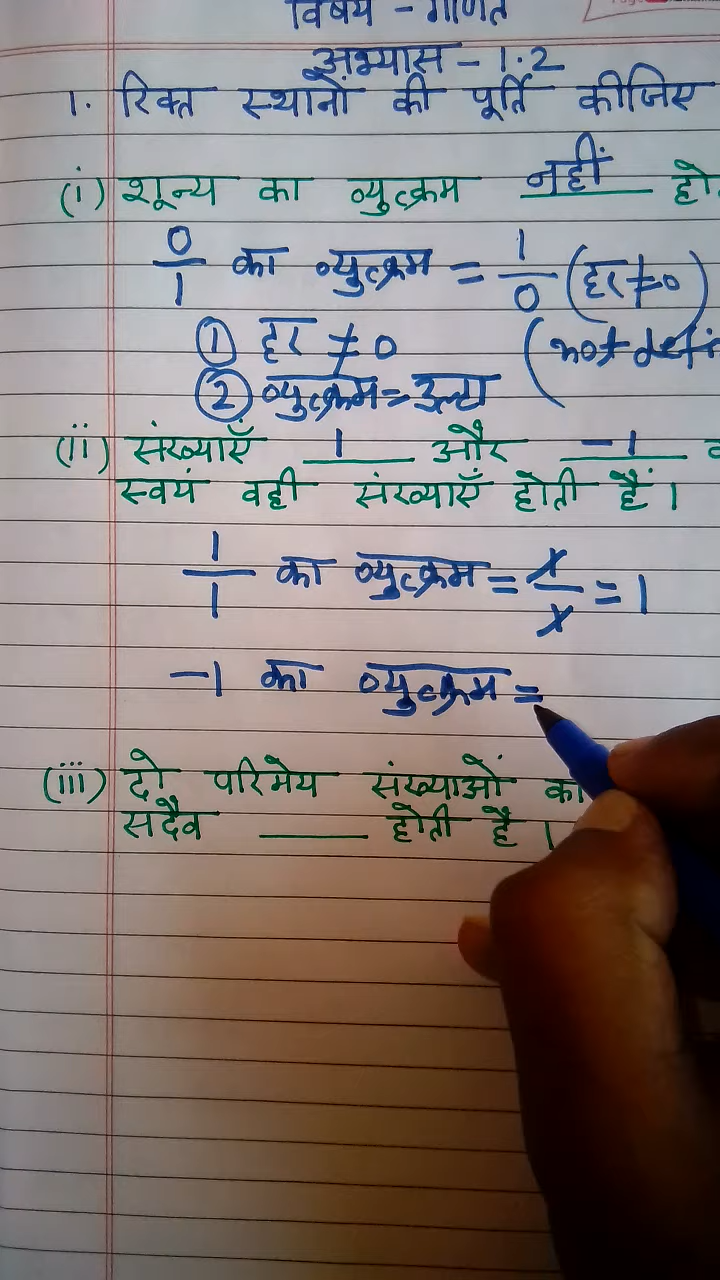 विषय - गणित
अभ्यास - 1.2
1. रिक्त स्थानों की पूर्ति कीजिए
(i) शून्य का व्युत्क्रम नहीं हो
0/1 का व्युत्क्रम = 1/0 (हर ≠ 0)
① हर ≠ 0 (not defi
② व्युत्क्रम = उल्टा
(ii) संख्याएँ 1 और -1 व
स्वयं वही संख्याएँ होती हैं।
1/1 का व्युत्क्रम = 1/1 = 1
-1 का व्युत्क्रम =
(iii) दो परिमेय संख्याओं का
सदैव ______ होती है।